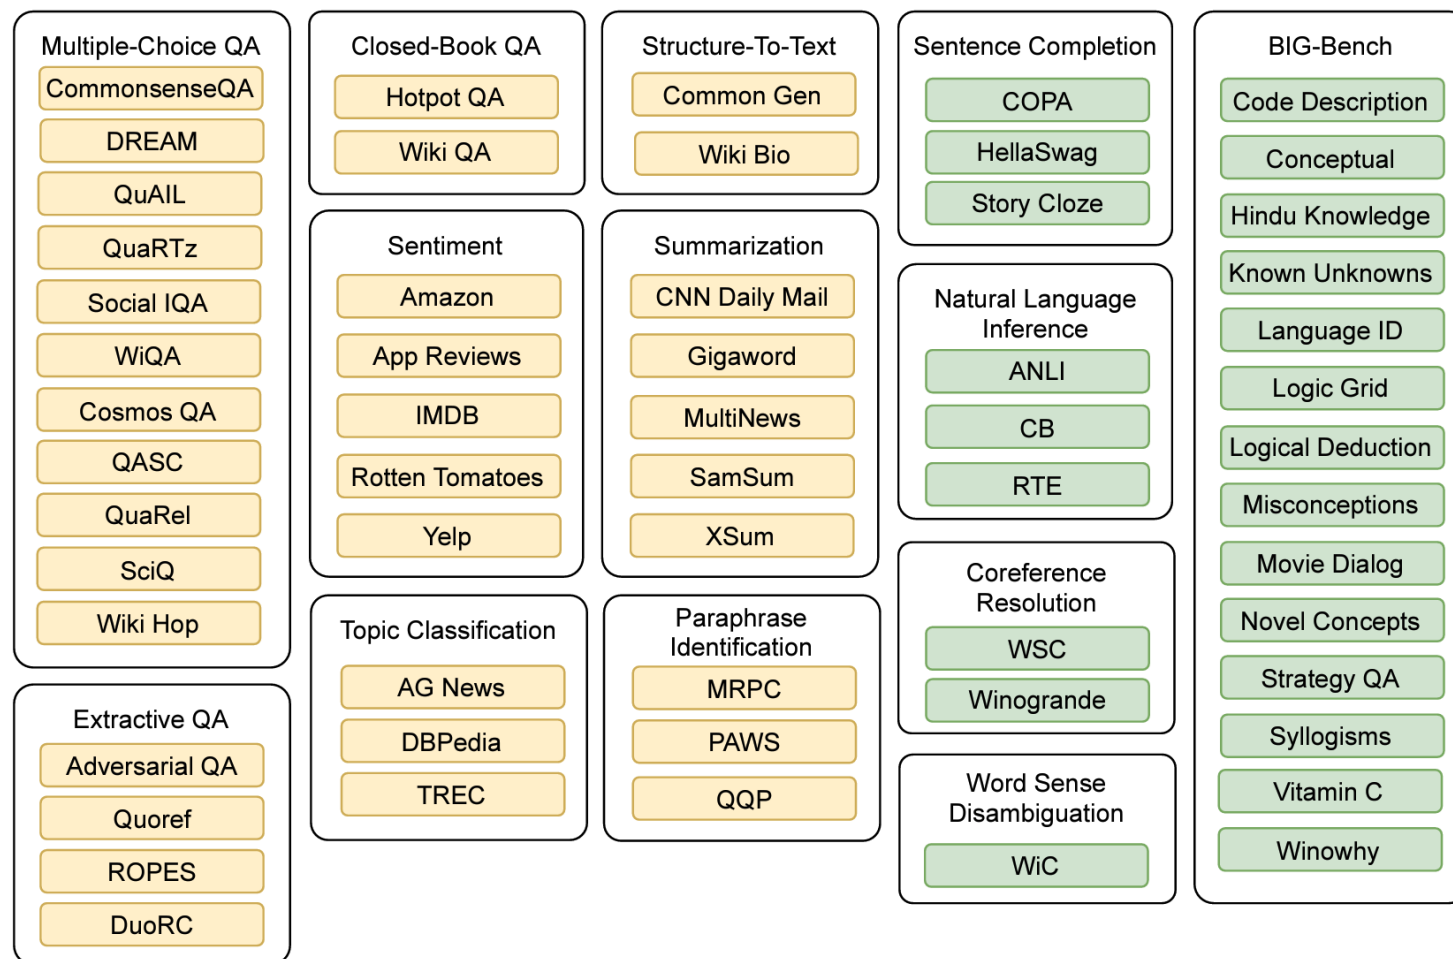 Multiple-Choice QA
CommonsenseQA
DREAM
QuAIL
QuaRTz
Social IQA
WiQA
Cosmos QA
QASC
QuaRel
SciQ
Wiki Hop
Extractive QA
Adversarial QA
Quoref
ROPES
DuoRC
Closed-Book QA
Hotpot QA
Wiki QA
Sentiment
Amazon
App Reviews
IMDB
Rotten Tomatoes
Yelp
Topic Classification
AG News
DBPedia
TREC
Structure-To-Text
Common Gen
Wiki Bio
Summarization
CNN Daily Mail
Gigaword
MultiNews
SamSum
XSum
Paraphrase
Identification
MRPC
PAWS
QQP
Sentence Completion
COPA
HellaSwag
Story Cloze
Natural Language
Inference
ANLI
CB
RTE
Coreference
Resolution
WSC
Winogrande
Word Sense
Disambiguation
WiC
BIG-Bench
Code Description
Conceptual
Hindu Knowledge
Known Unknowns
Language ID
Logic Grid
Logical Deduction
Misconceptions
Movie Dialog
Novel Concepts
Strategy QA
Syllogisms
Vitamin C
Winowhy